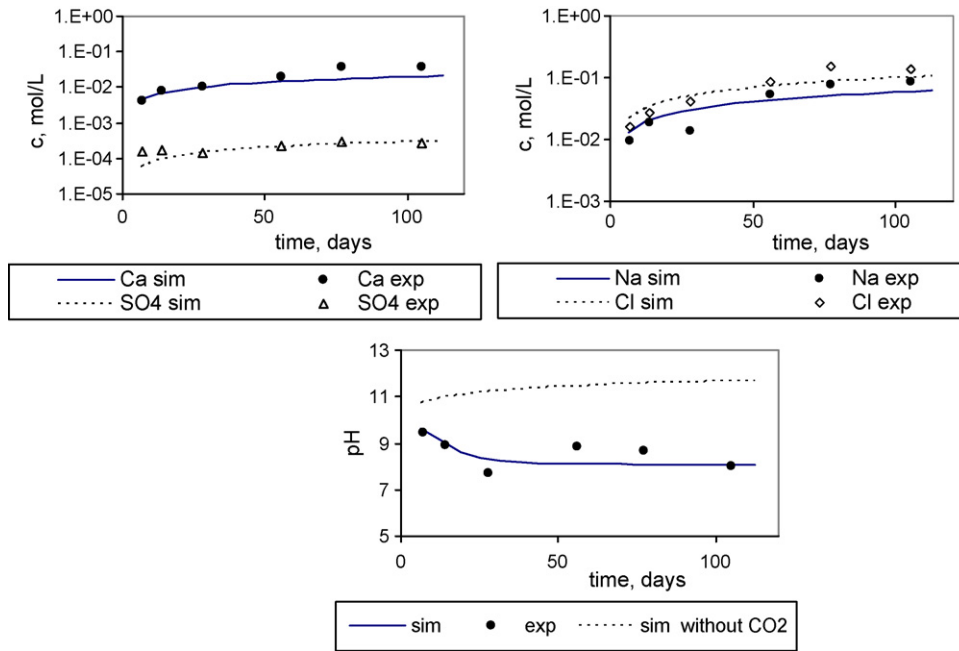 1.E+00
1.E-01
1.E-02
1.E-03
1.E-04
1.E-05
c, mol/L
0 50 100
time, days
Ca sim Ca exp
SO4 sim SO4 exp
1.E+00
1.E-01
1.E-02
1.E-03
c, mol/L
0 50 100
time, days
Na sim Na exp
Cl sim Cl exp
13
11
9
7
5
pH
0 50 100
time, days
sim exp sim without CO2